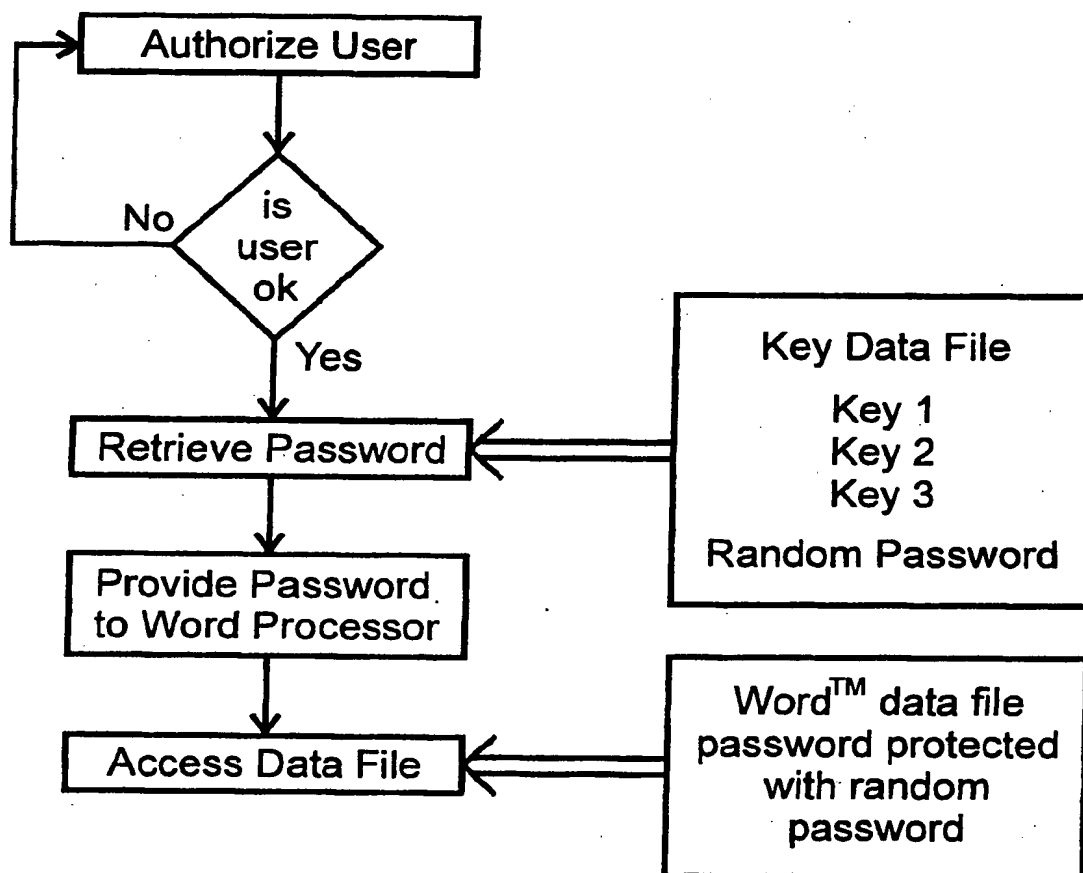 Authorize User
No
is
user
ok
Yes
Retrieve Password
Provide Password
to Word Processor
Access Data File
Key Data File
Key 1
Key 2
Key 3
Random Password
Word™ data file
password protected
with random
password